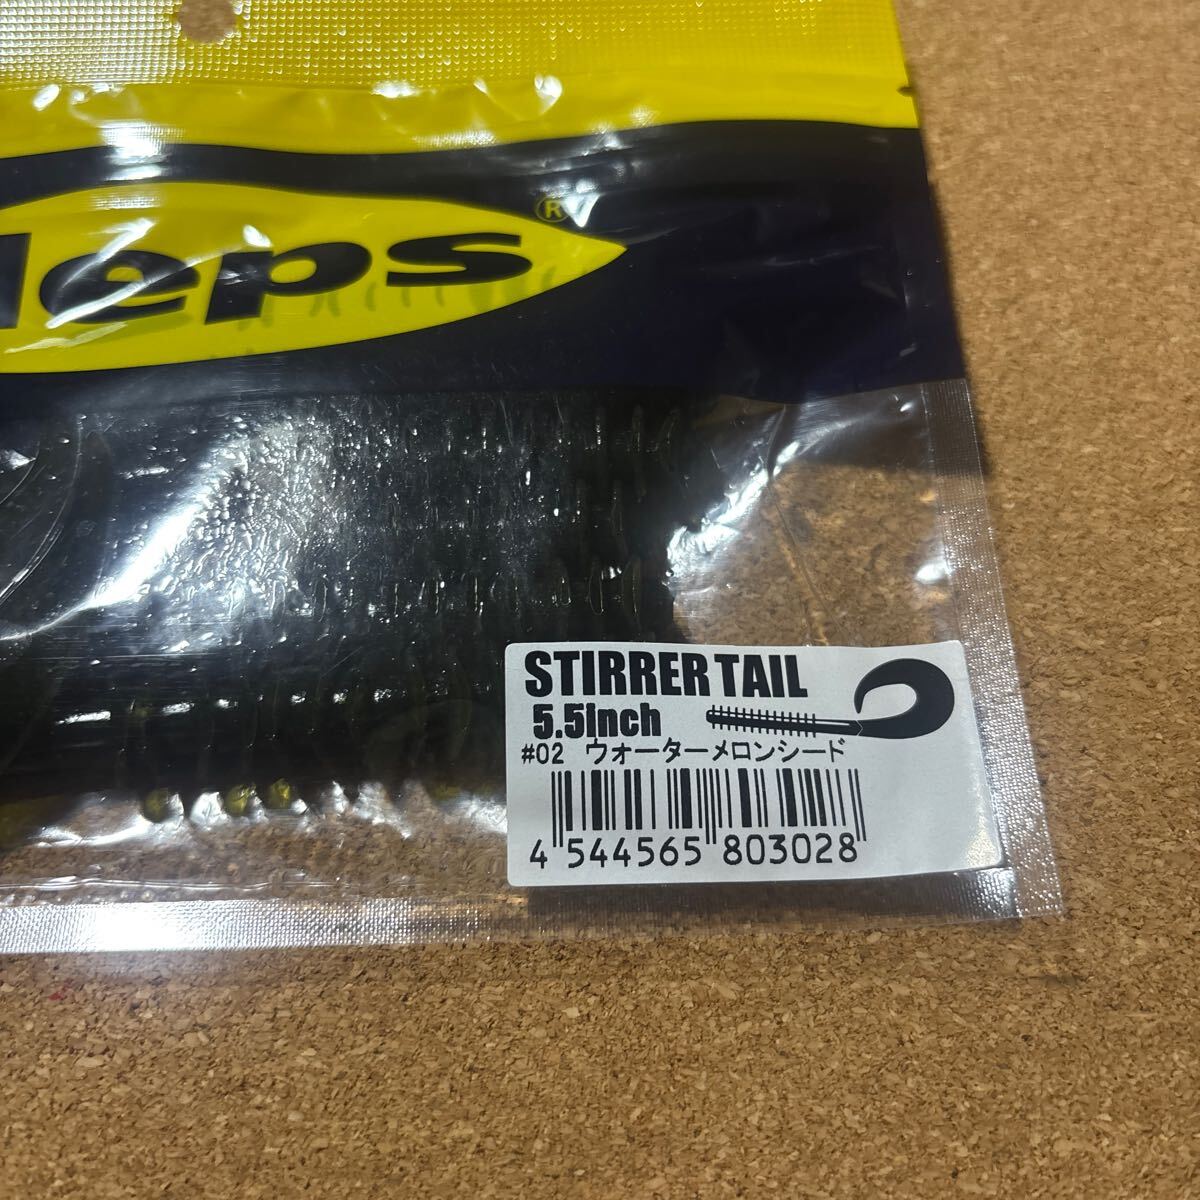 deps®
STIRRER TAIL
5.5inch
#02 ウォーターメロンシード
4 544565 803028